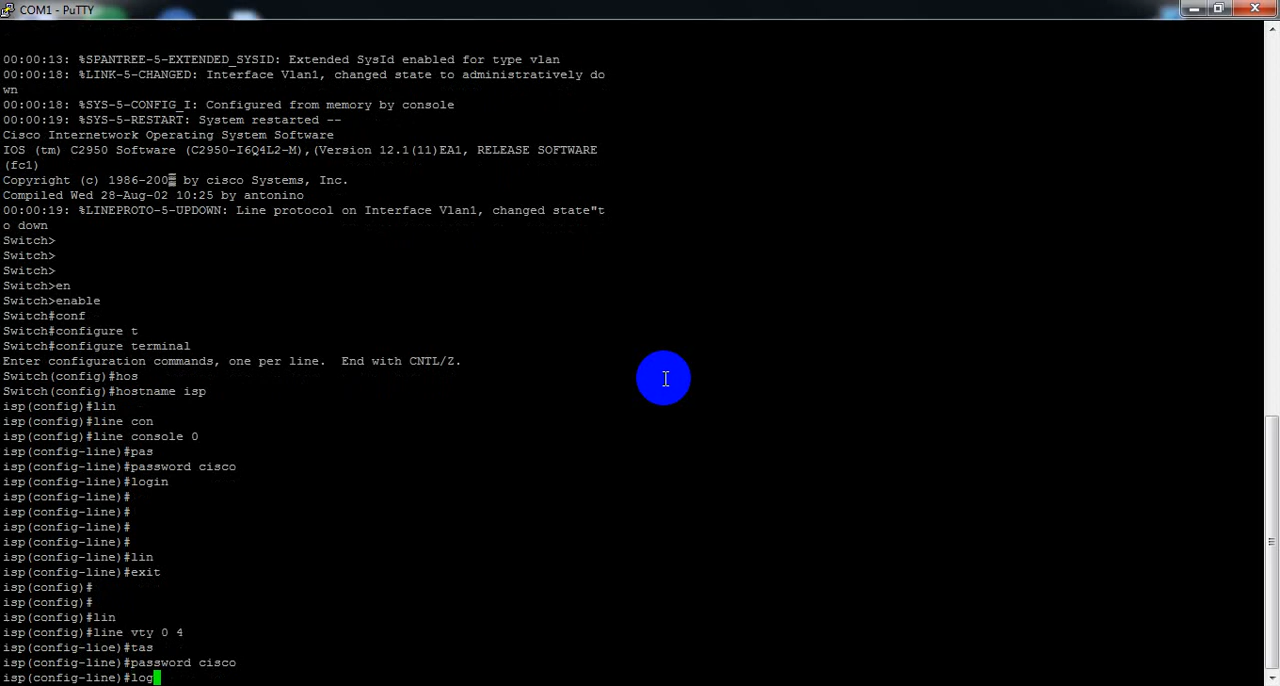 COM1 - PuTTY
00:00:13: %SPANTREE-5-EXTENDED_SYSID: Extended SysId enabled for type vlan
00:00:18: %LINK-5-CHANGED: Interface Vlan1, changed state to administratively do
wn
00:00:18: %SYS-5-CONFIG_I: Configured from memory by console
00:00:19: %SYS-5-RESTART: System restarted --
Cisco Internetwork Operating System Software
IOS (tm) C2950 Software (C2950-I6Q4L2-M),(Version 12.1(11)EA1, RELEASE SOFTWARE
(fc1)
Copyright (c) by cisco Systems, Inc.
Compiled Wed 28-Aug-02 10:25 by antonino
00:00:19: %LINEPROTO-5-UPDOWN: Line protocol on Interface Vlan1, changed state"t
o down
Switch>
Switch>
Switch>
Switch>en
Switch>enable
Switch#conf
Switch#configure t
Switch#configure terminal
Enter configuration commands, one per line.  End with CNTL/Z.
Switch(config)#hos
Switch(config)#hostname isp
isp(config)#lin
isp(config)#line con
isp(config)#line console 0
isp(config-line)#pas
isp(config-line)#password cisco
isp(config-line)#login
isp(config-line)#
isp(config-line)#
isp(config-line)#
isp(config-line)#
isp(config-line)#lin
isp(config-line)#exit
isp(config)#
isp(config)#
isp(config)#lin
isp(config)#line vty 0 4
isp(config-lioe)#tas
isp(config-line)#password cisco
isp(config-line)#log